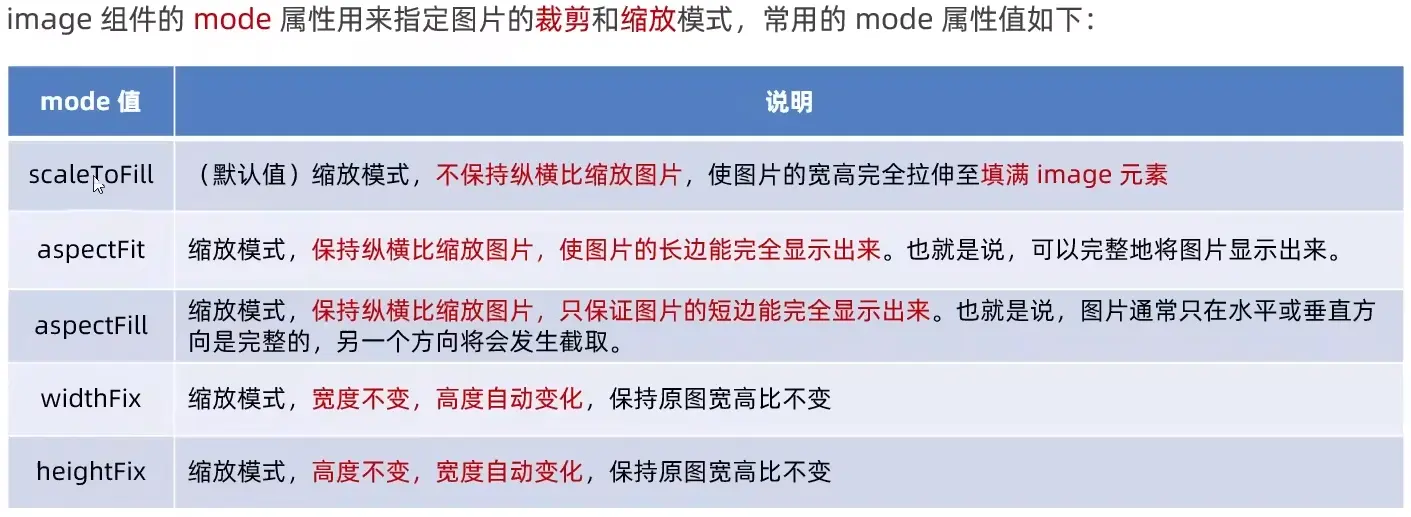 image 组件的 mode 属性用来指定图片的裁剪和缩放模式，常用的 mode 属性值如下：
mode 值 说明
scaleToFill （默认值）缩放模式，不保持纵横比缩放图片，使图片的宽高完全拉伸至填满 image 元素
aspectFit 缩放模式，保持纵横比缩放图片，使图片的长边能完全显示出来。也就是说，可以完整地将图片显示出来。
aspectFill 缩放模式，保持纵横比缩放图片，只保证图片的短边能完全显示出来。也就是说，图片通常只在水平或垂直方
向是完整的，另一个方向将会发生截取。
widthFix 缩放模式，宽度不变，高度自动变化，保持原图宽高比不变
heightFix 缩放模式，高度不变，宽度自动变化，保持原图宽高比不变